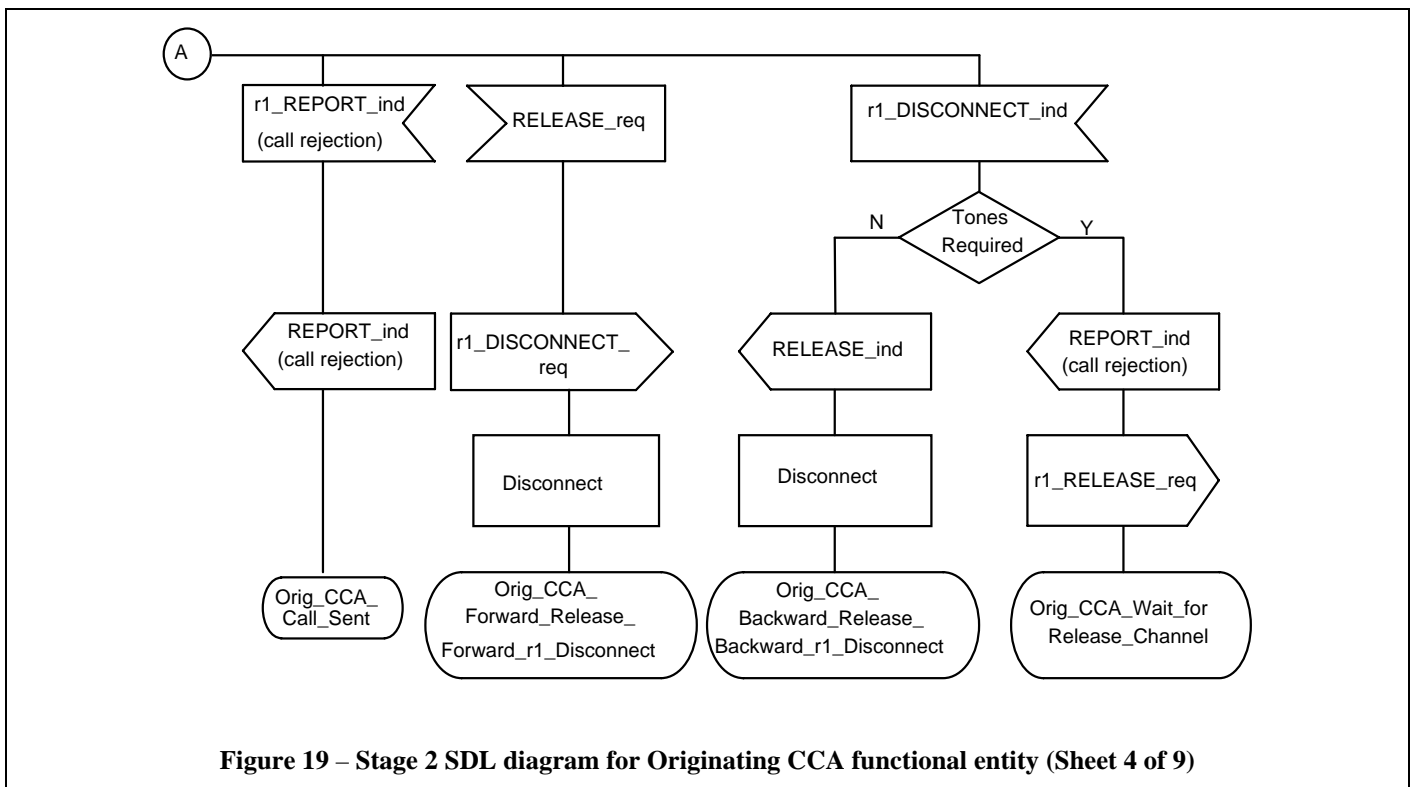 A
r1_REPORT_ind
(call rejection)
RELEASE_req
r1_DISCONNECT_ind
Tones
Required
N
Y
REPORT_ind
(call rejection)
r1_DISCONNECT_
req
RELEASE_ind
REPORT_ind
(call rejection)
Disconnect
Disconnect
r1_RELEASE_req
Orig_CCA_
Call_Sent
Orig_CCA_
Forward_Release_
Forward_r1_Disconnect
Orig_CCA_
Backward_Release_
Backward_r1_Disconnect
Orig_CCA_Wait_for
Release_Channel
Figure 19 – Stage 2 SDL diagram for Originating CCA functional entity (Sheet 4 of 9)